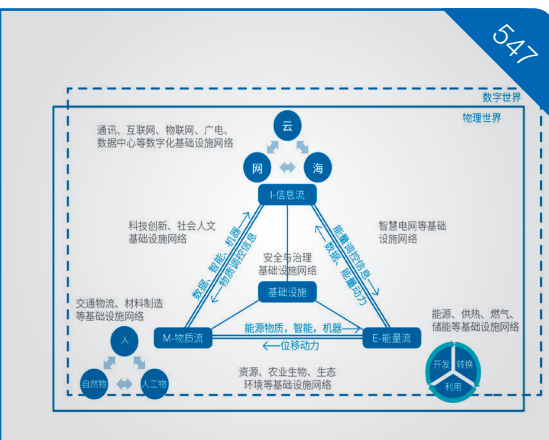 547
数字世界
物理世界
云
网
海
通讯、互联网、物联网、广电、
数据中心等数字化基础设施网络
I-信息流
科技创新、社会人文
基础设施网络
智慧电网等基础
设施网络
数据、智能、机器
物质调控信息
能量调控信息
数据、能量动力
安全与治理
基础设施网络
基础设施
交通物流、材料制造
等基础设施网络
人
自然物
人工物
M-物质流
能源物质，智能，机器
位移动力
E-能量流
能源、供热、燃气、
储能等基础设施网络
开发
转换
利用
资源、农业生物、生态
环境等基础设施网络